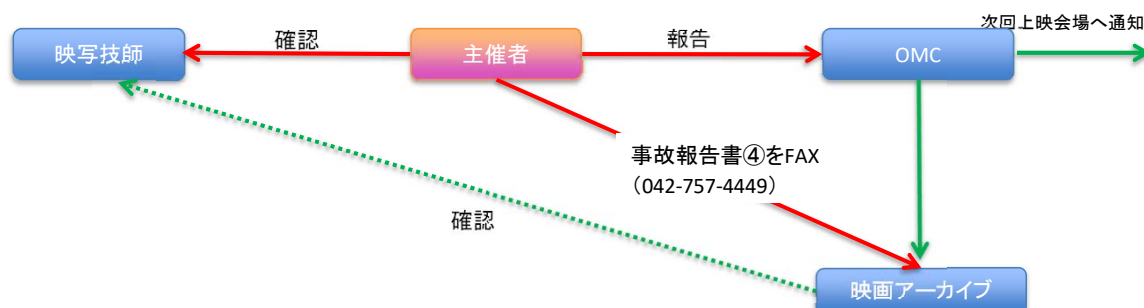 次回上映会場へ通知
映写技師
確認
主催者
報告
OMC
事故報告書④をFAX
（042-757-4449）
確認
映画アーカイブ